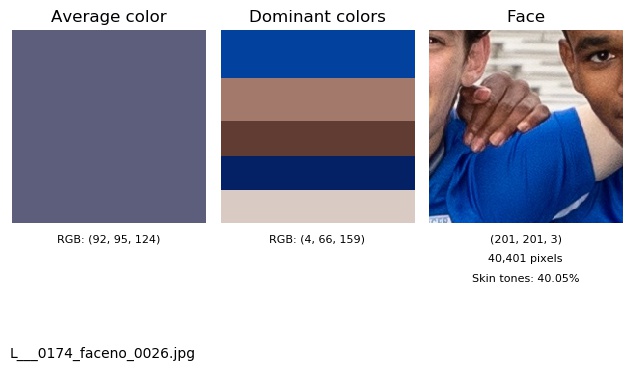 Average color
Dominant colors
Face
RGB: (92, 95, 124)
RGB: (4, 66, 159)
(201, 201, 3)
40,401 pixels
Skin tones: 40.05%
L___0174_faceno_0026.jpg